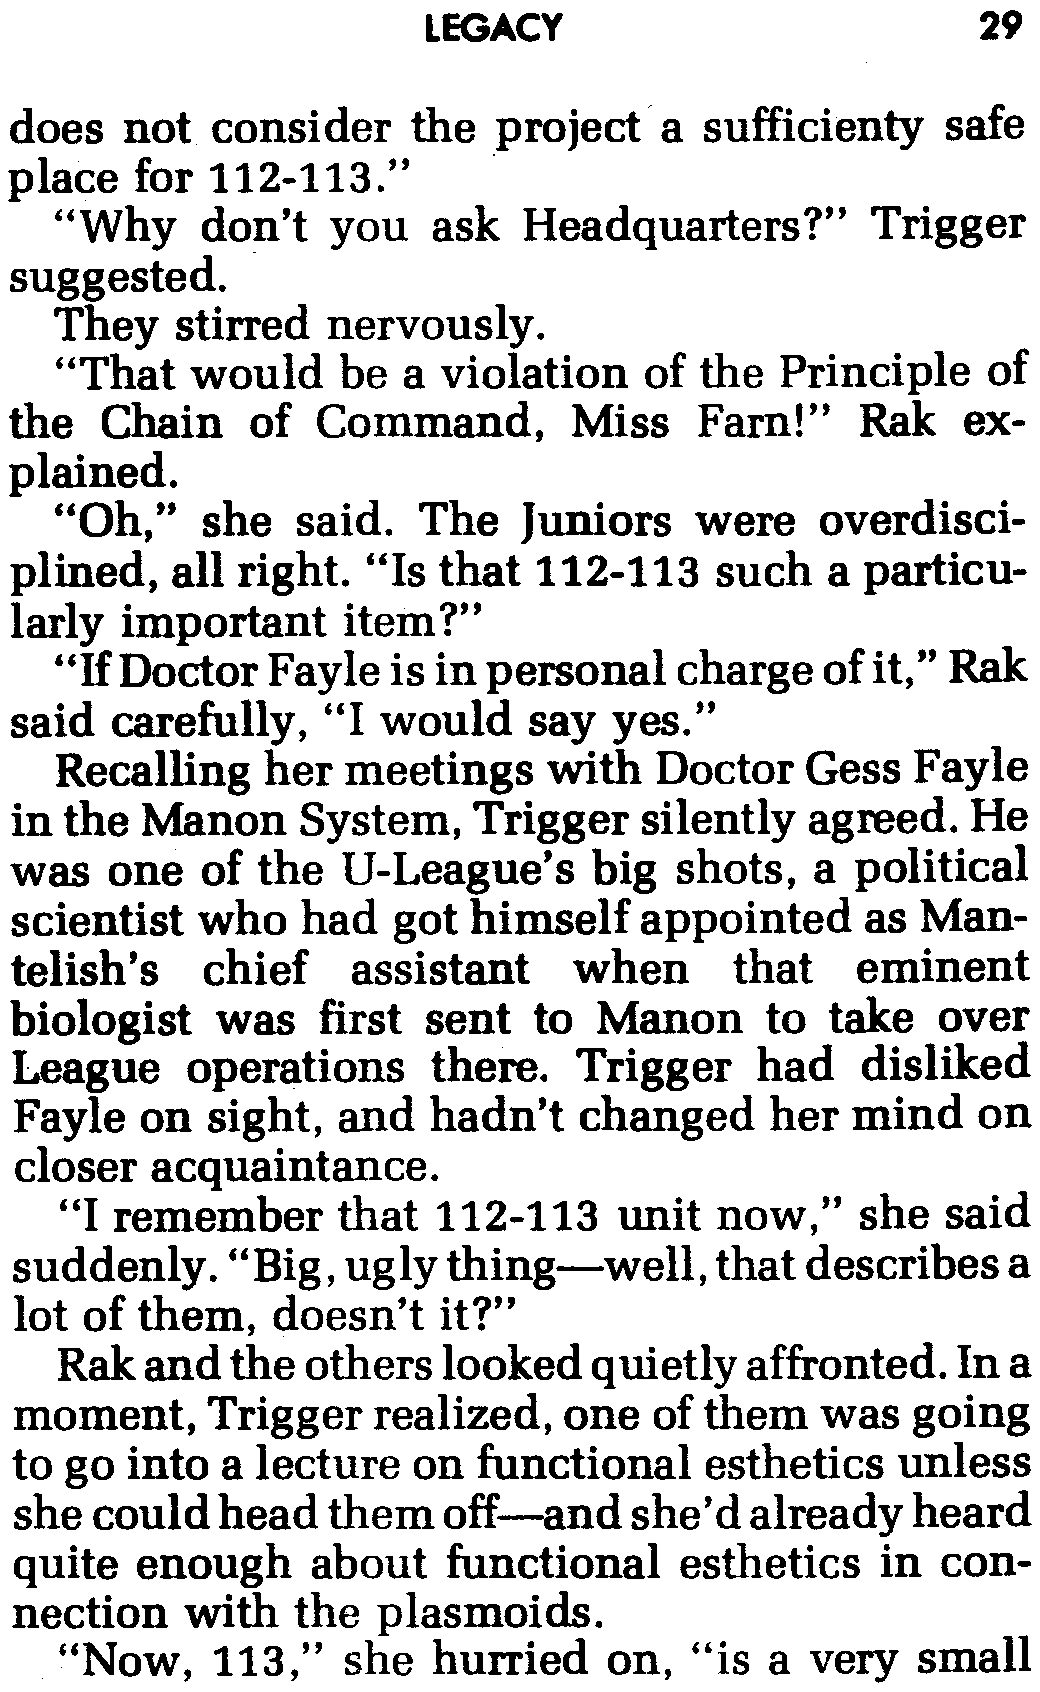 LEGACY 29
does not consider the project a sufficienty safe
place for 112-113.”
“Why don't you ask Headquarters?” Trigger
suggested.
They stirred nervously.
“That would be a violation of the Principle of
the Chain of Command, Miss Farn!” Rak ex-
plained.
“Oh,” she said. The Juniors were overdisci-
plined, all right. “Is that 112-113 such a particu-
larly important item?”
“If Doctor Fayle is in personal charge of it,” Rak
said carefully, “I would say yes.”
Recalling her meetings with Doctor Gess Fayle
in the Manon System, Trigger silently agreed. He
was one of the U-League's big shots, a political
scientist who had got himself appointed as Man-
telish's chief assistant when that eminent
biologist was first sent to Manon to take over
League operations there. Trigger had disliked
Fayle on sight, and hadn't changed her mind on
closer acquaintance.
“I remember that 112-113 unit now,” she said
suddenly. “Big, ugly thing—well, that describes a
lot of them, doesn't it?”
Rak and the others looked quietly affronted. In a
moment, Trigger realized, one of them was going
to go into a lecture on functional esthetics unless
she could head them off—and she'd already heard
quite enough about functional esthetics in con-
nection with the plasmoids.
“Now, 113,” she hurried on, “is a very small